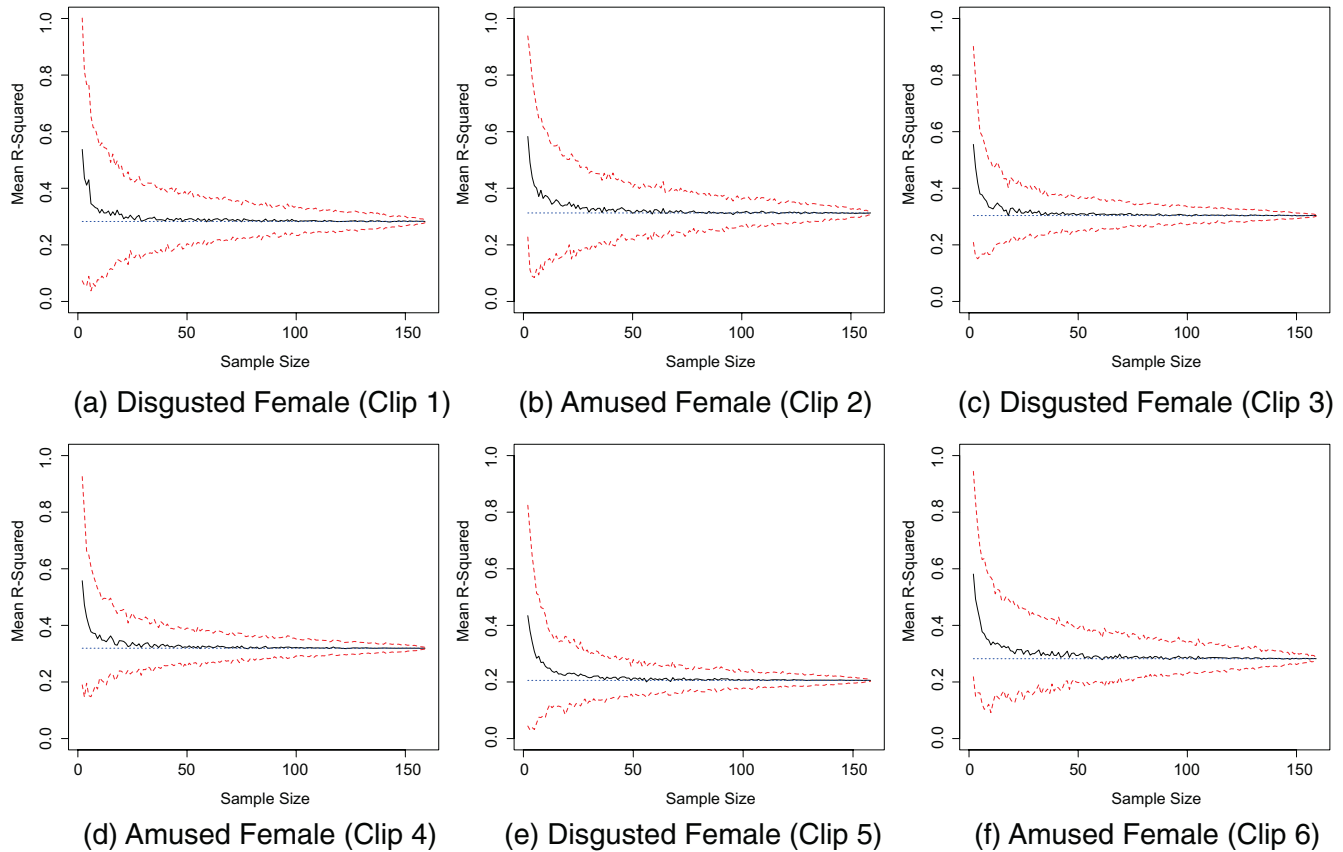 Mean R-Squared
0.0 0.2 0.4 0.6 0.8 1.0
0 50 100 150
Sample Size
(a) Disgusted Female (Clip 1)
Mean R-Squared
0.0 0.2 0.4 0.6 0.8 1.0
0 50 100 150
Sample Size
(b) Amused Female (Clip 2)
Mean R-Squared
0.0 0.2 0.4 0.6 0.8 1.0
0 50 100 150
Sample Size
(c) Disgusted Female (Clip 3)
Mean R-Squared
0.0 0.2 0.4 0.6 0.8 1.0
0 50 100 150
Sample Size
(d) Amused Female (Clip 4)
Mean R-Squared
0.0 0.2 0.4 0.6 0.8 1.0
0 50 100 150
Sample Size
(e) Disgusted Female (Clip 5)
Mean R-Squared
0.0 0.2 0.4 0.6 0.8 1.0
0 50 100 150
Sample Size
(f) Amused Female (Clip 6)